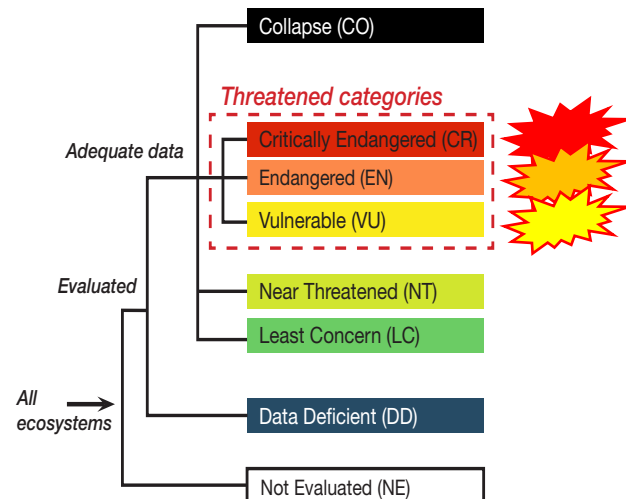 Collapse (CO)
Threatened categories
Critically Endangered (CR)
Adequate data
Endangered (EN)
Vulnerable (VU)
Evaluated
Near Threatened (NT)
Least Concern (LC)
All
ecosystems
Data Deficient (DD)
Not Evaluated (NE)